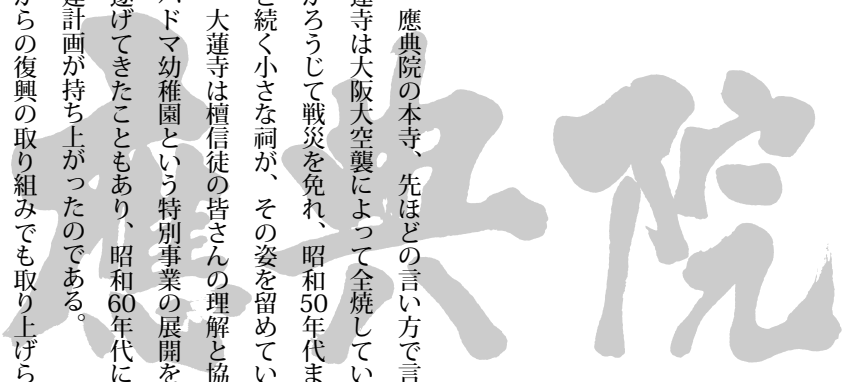 應典院
應典院の本寺、先ほどの言い方で言
連寺は大阪大空襲によって全焼してい
かろうじて戦災を免れ、昭和50年代ま
と続く小さな祠が、その姿を留めてい
大蓮寺は檀信徒の皆さんの理解と協
パドマ幼稚園という特別事業の展開を
遂げてきたこともあり、昭和60年代に
建計画が持ち上がったのである。
からの復興の取り組みでも取り上げら